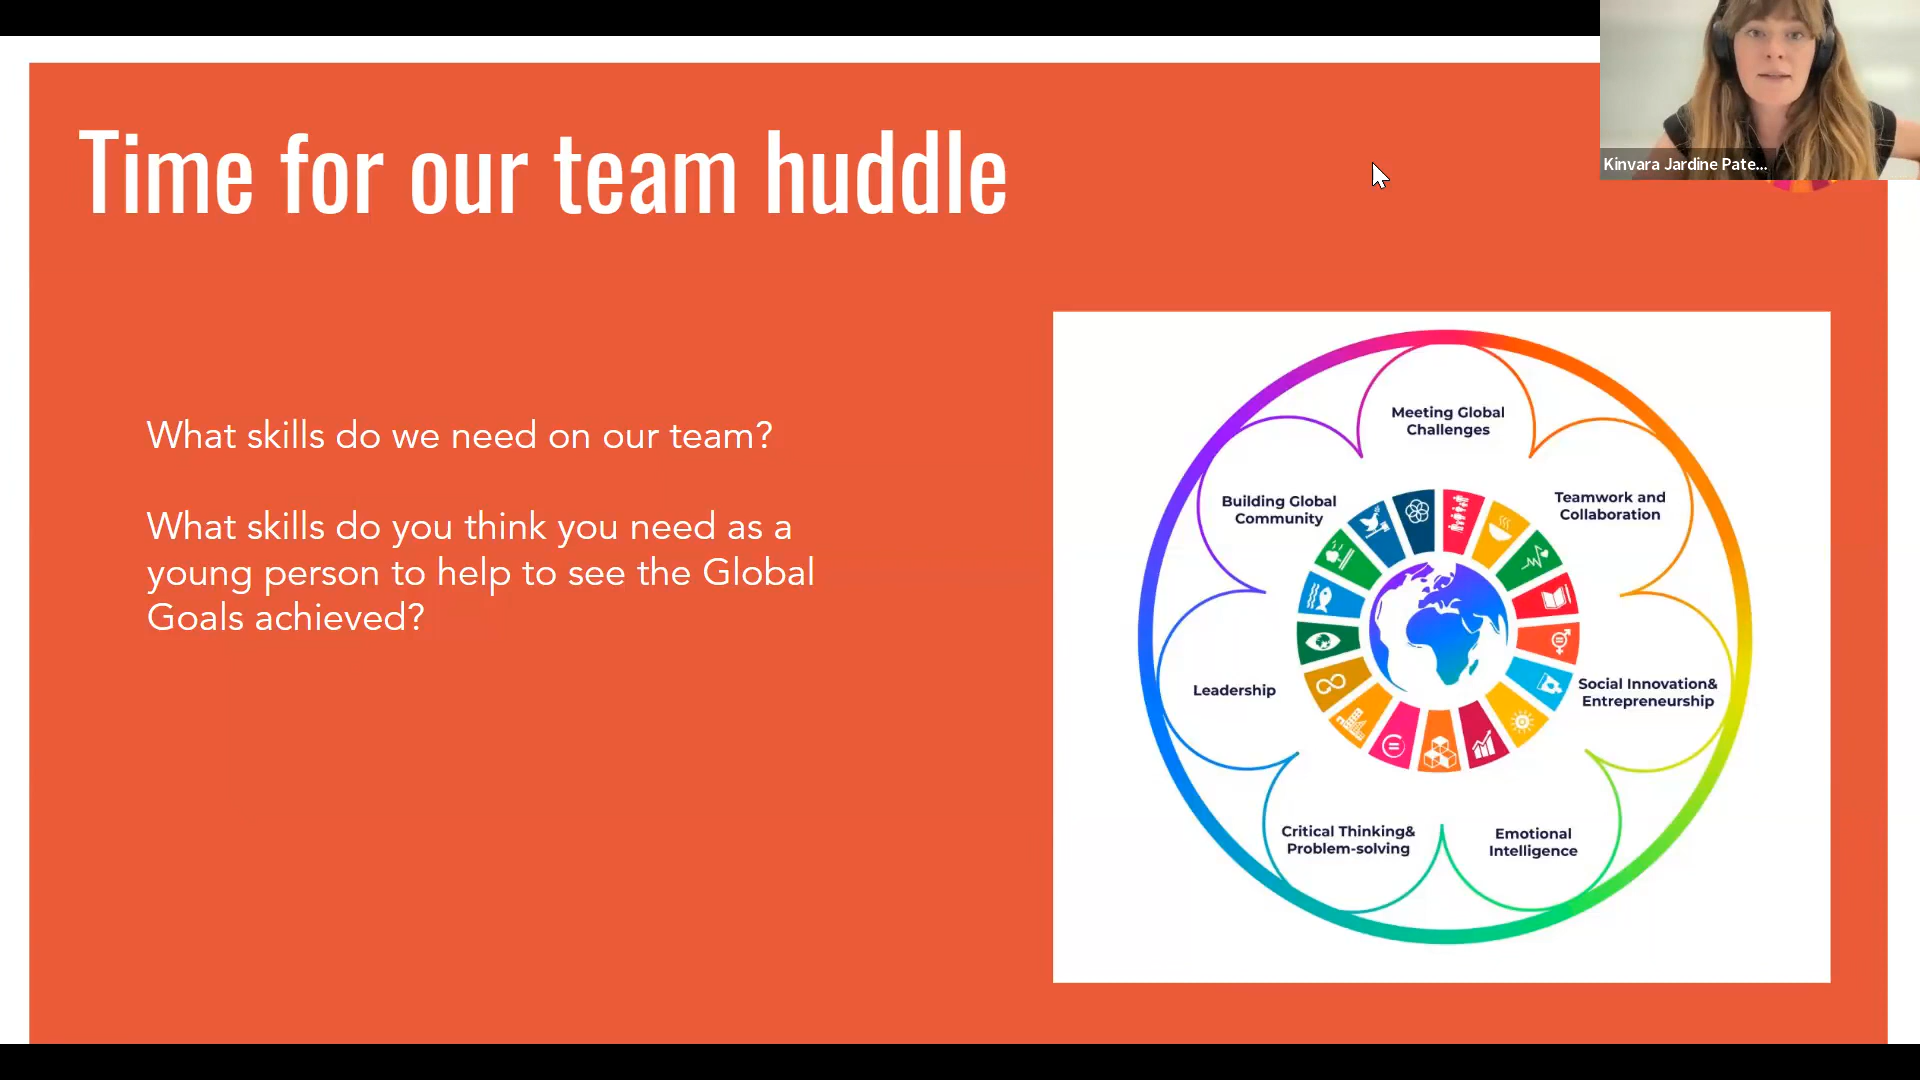 Time for our team huddle
Kinvara Jardine Pate...
What skills do we need on our team?
What skills do you think you need as a
young person to help to see the Global
Goals achieved?
Meeting Global
Challenges
Teamwork and
Collaboration
Social Innovation&
Entrepreneurship
Emotional
Intelligence
Critical Thinking&
Problem-solving
Leadership
Building Global
Community